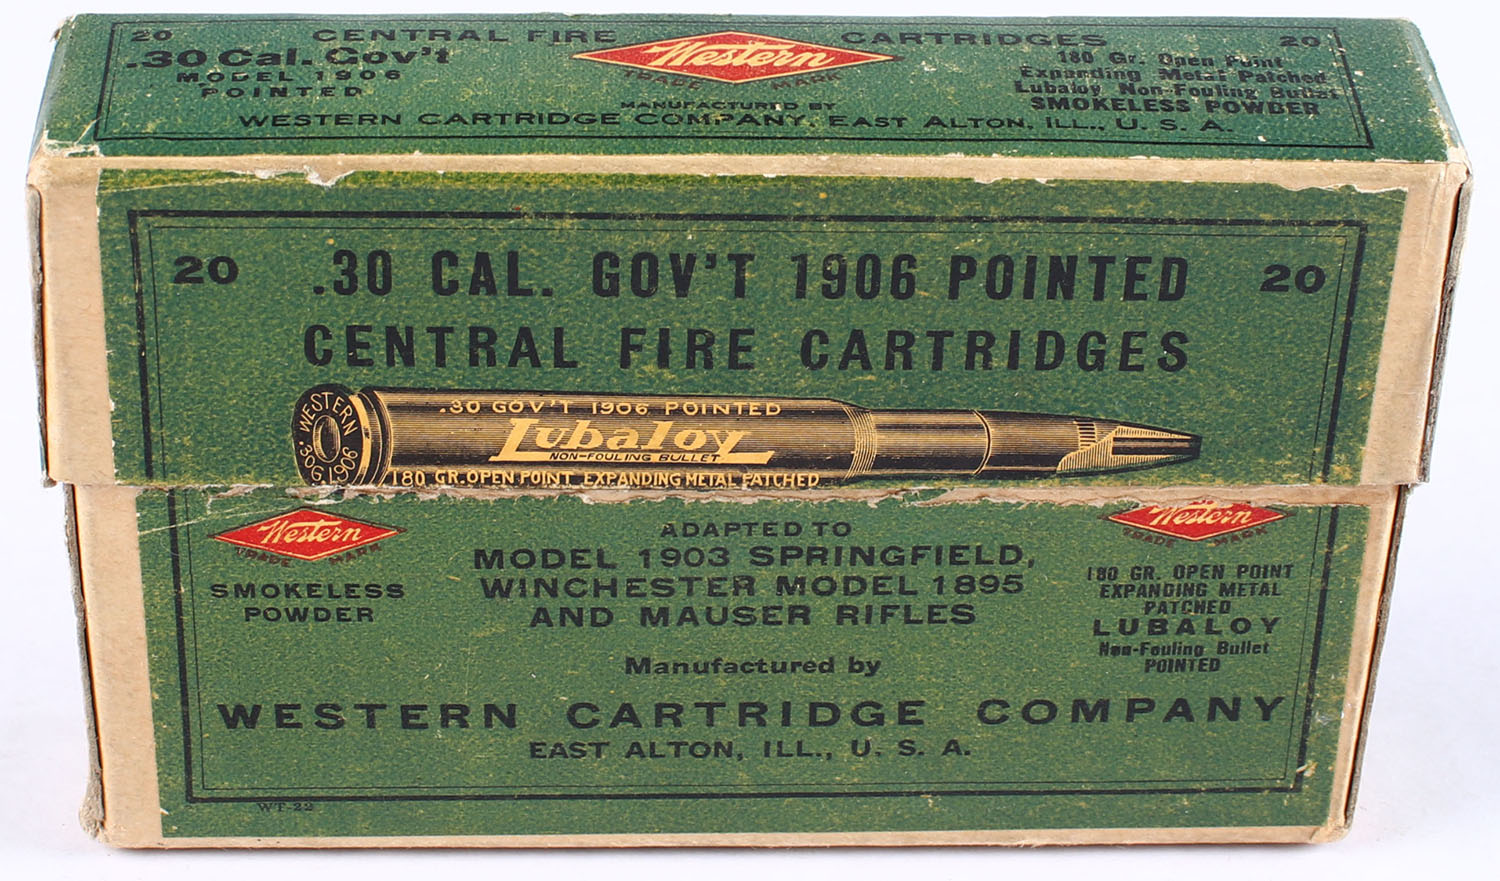 20 CENTRAL FIRE Western CARTRIDGES 20
.30 Cal. Gov't
MODEL 1906
POINTED
TRADE MARK
180 Gr. Open Point
Expanding Metal Patched
Lubaloy Non-Fouling Bullet
SMOKELESS POWDER
MANUFACTURED BY
WESTERN CARTRIDGE COMPANY, EAST ALTON, ILL., U. S. A.
20 .30 CAL. GOV'T 1906 POINTED 20
CENTRAL FIRE CARTRIDGES
WESTERN
.30G.1906
.30 GOV'T 1906 POINTED
Lubaloy
NON-FOULING BULLET
180 GR. OPEN POINT EXPANDING METAL PATCHED
Western
TRADE MARK
SMOKELESS
POWDER
ADAPTED TO
MODEL 1903 SPRINGFIELD,
WINCHESTER MODEL 1895
AND MAUSER RIFLES
Western
TRADE MARK
180 GR. OPEN POINT
EXPANDING METAL
PATCHED
LUBALOY
Non-Fouling Bullet
POINTED
Manufactured by
WESTERN CARTRIDGE COMPANY
EAST ALTON, ILL., U. S. A.
WT-22